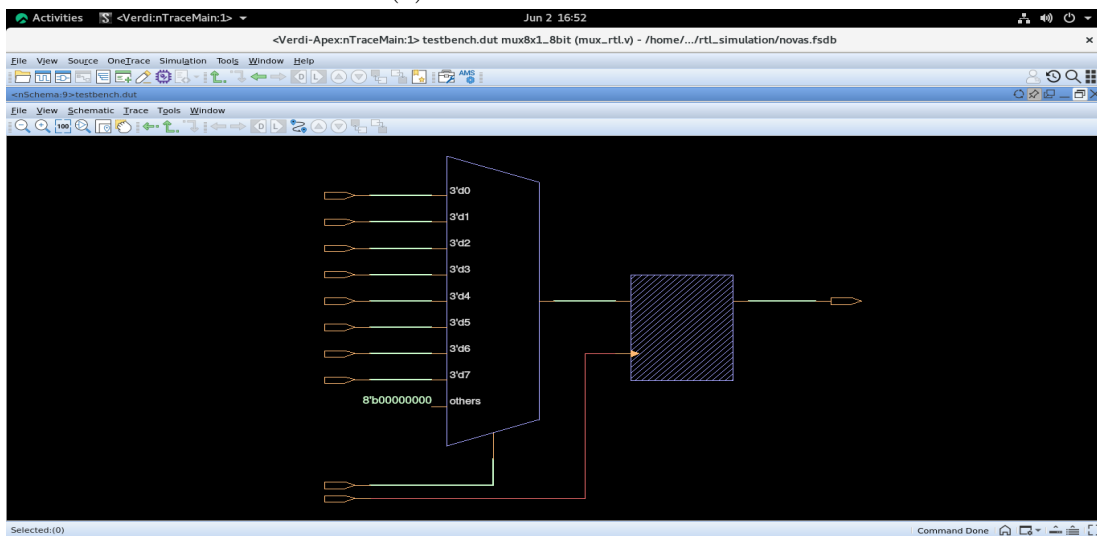 Activities <Verdi:nTraceMain:1> Jun 2 16:52
<Verdi-Apex:nTraceMain:1> testbench.dut mux8x1_8bit (mux_rtl.v) - /home/.../rtl_simulation/novas.fsdb
File View Source OneTrace Simulation Tools Window Help
AMS
<nSchema:9>testbench.dut
File View Schematic Trace Tools Window
100
D L
3'd0
3'd1
3'd2
3'd3
3'd4
3'd5
3'd6
3'd7
8'b00000000 others
Selected:(0) Command Done